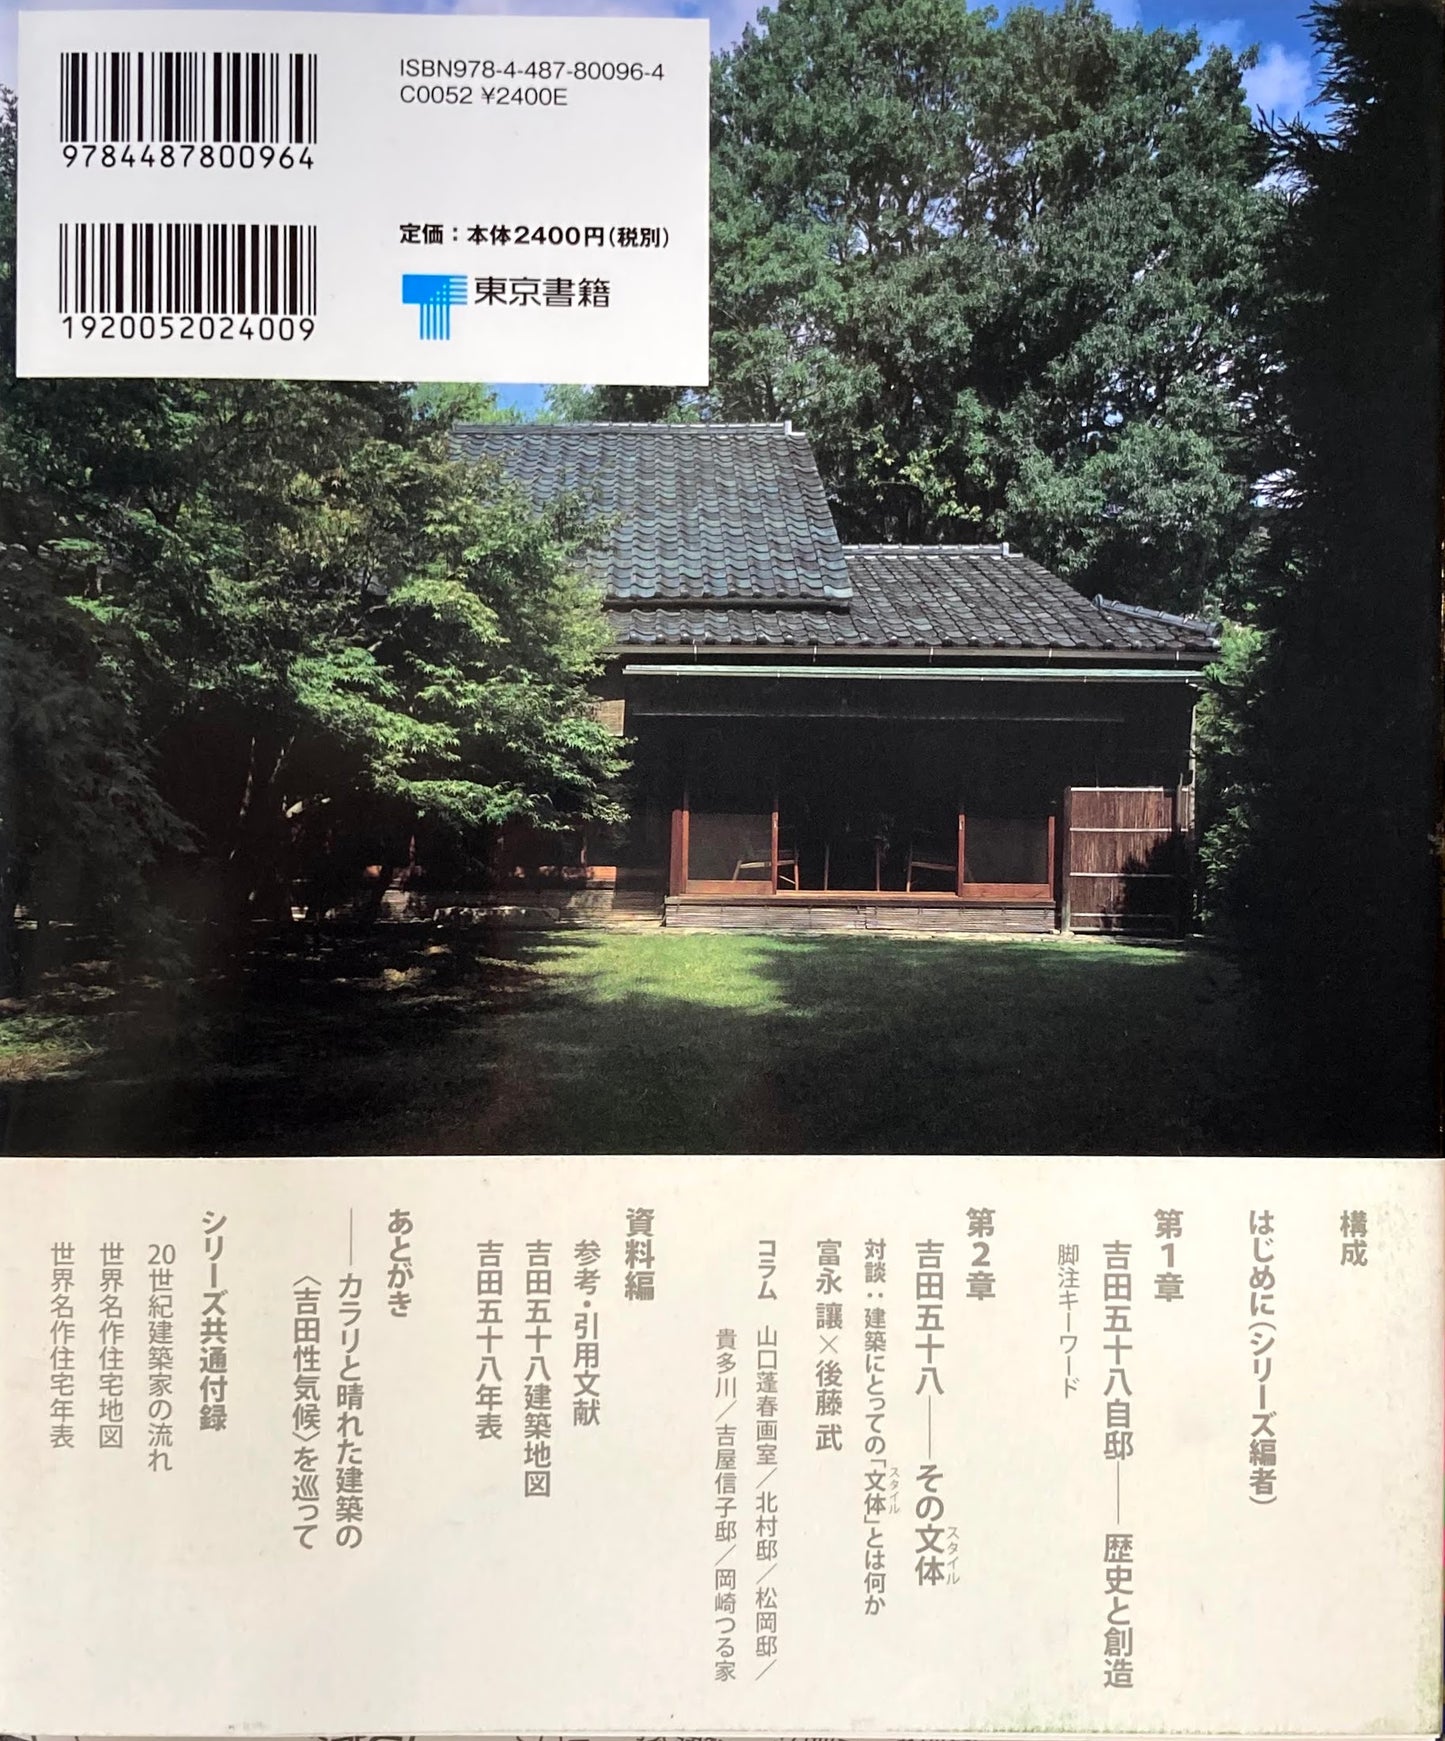 ISBN978-4-487-80096-4
C0052 ¥2400E
9784487800964
定価：本体2400円（税別）
東京書籍
1920052024009
構成
はじめに（シリーズ編者）
第1章
吉田五十八自邸――歴史と創造
脚注キーワード
第2章
吉田五十八――その文体
スタイル
対談：建築にとっての「文体」とは何か
スタイル
富永 讓×後藤 武
コラム 山口蓬春画室／北村邸／松岡邸／
貴多川／吉屋信子邸／岡崎つる家
資料編
参考・引用文献
吉田五十八建築地図
吉田五十八年表
あとがき
――カラリと晴れた建築の
〈吉田性気候〉を巡って
シリーズ共通付録
20世紀建築家の流れ
世界名作住宅地図
世界名作住宅年表